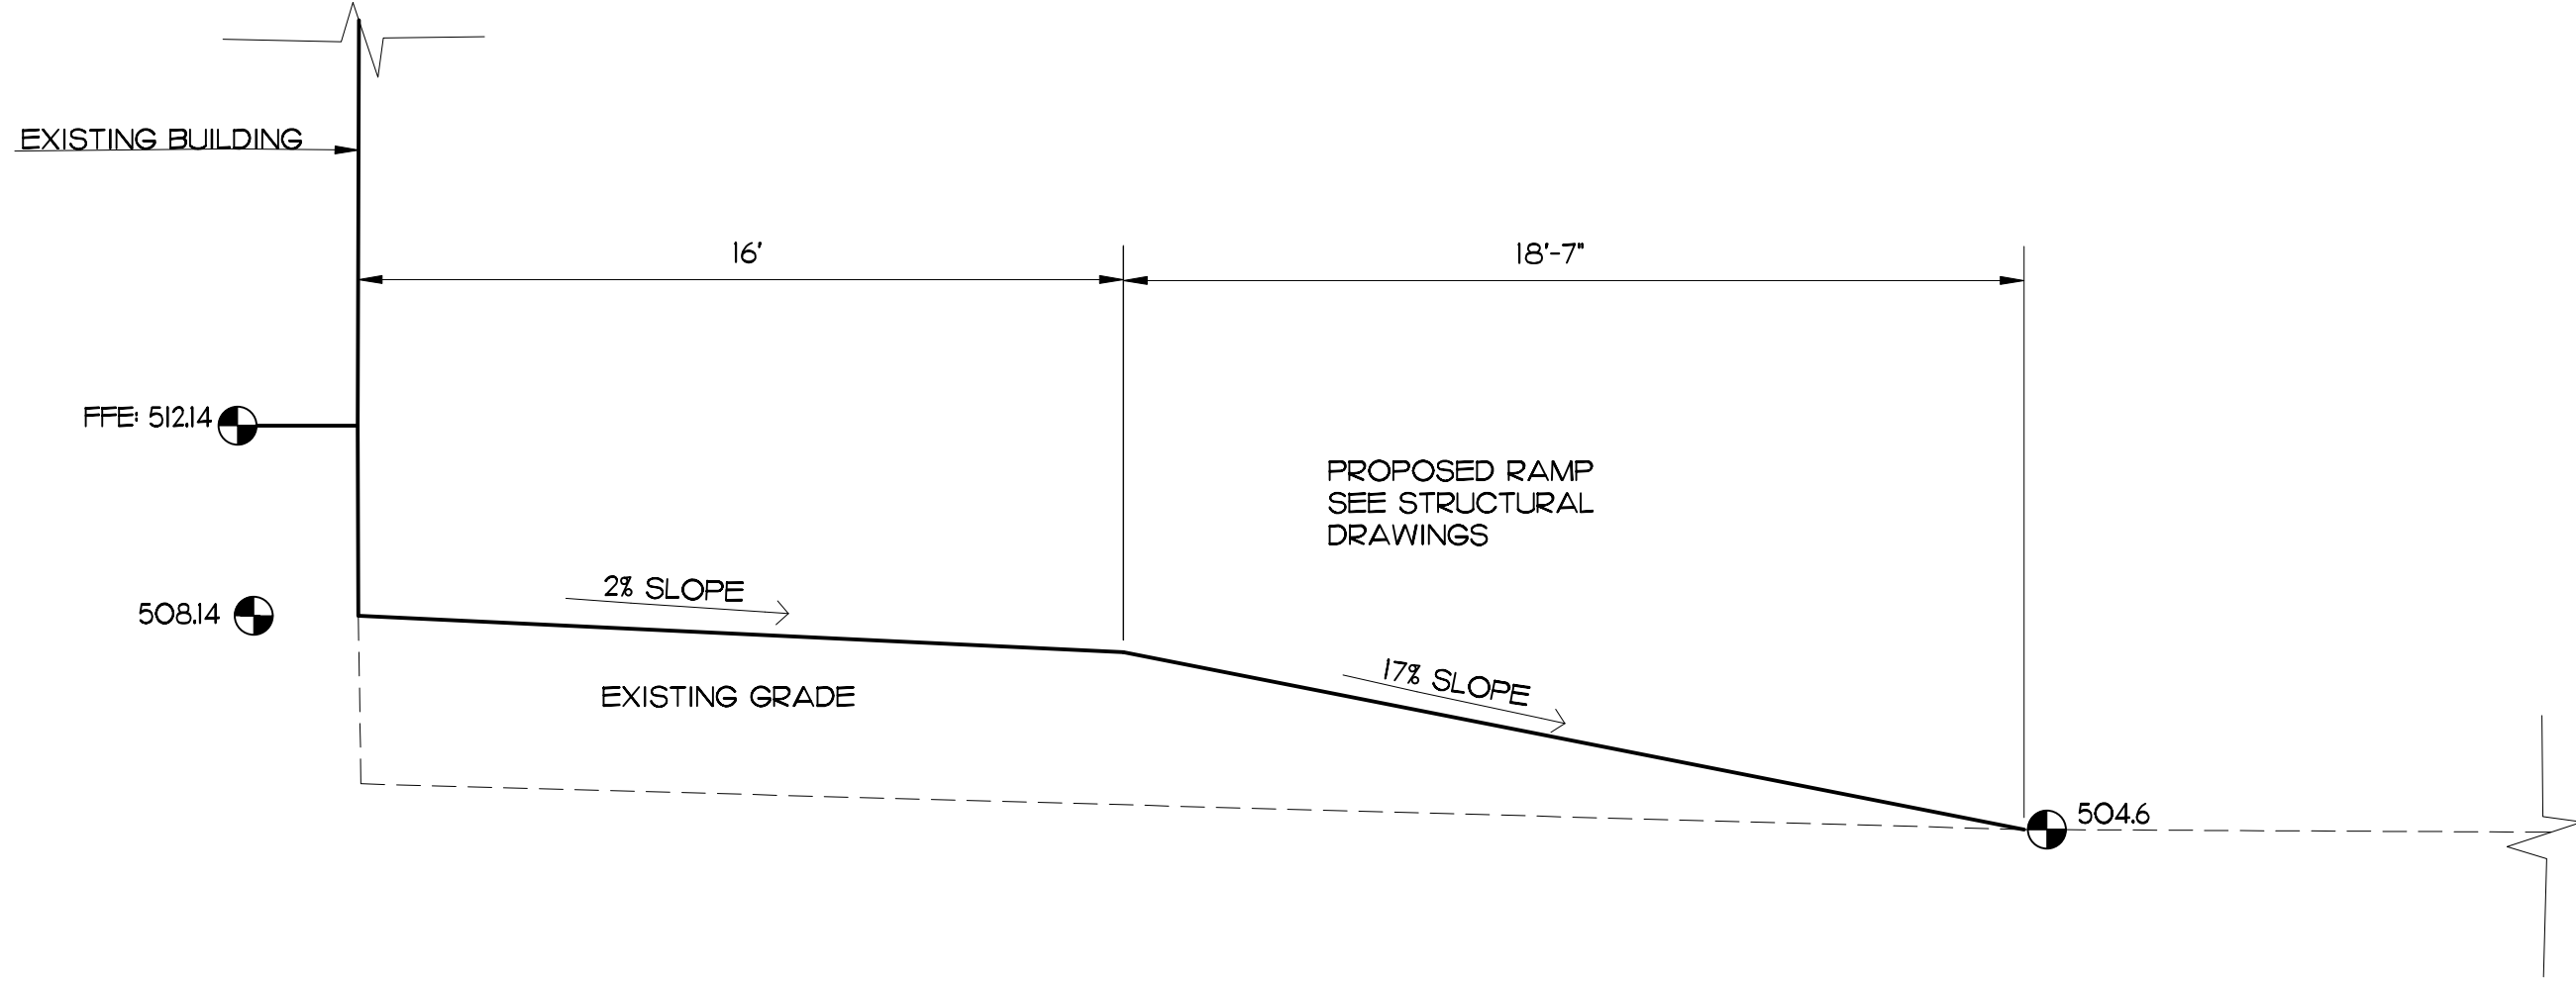 EXISTING BUILDING
16'
18'-7"
FFE: 512.14
PROPOSED RAMP
SEE STRUCTURAL
DRAWINGS
2% SLOPE
508.14
17% SLOPE
EXISTING GRADE
504.6